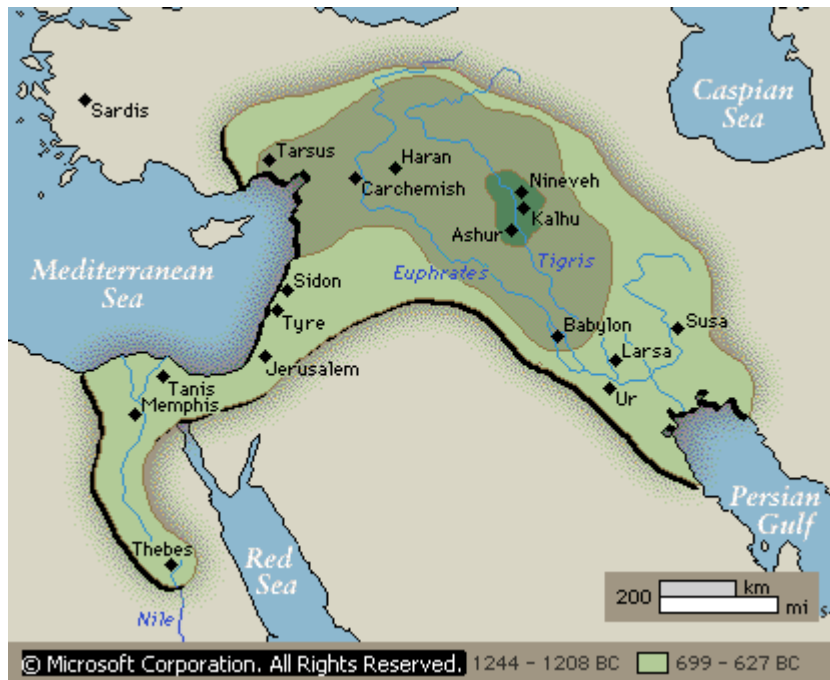 Caspian
Sea
Sardis
Tarsus
Haran
Carchemish
Nineveh
Kalhu
Ashur
Mediterranean
Sea
Euphrates
Tigris
Sidon
Tyre
Babylon
Susa
Larsa
Jerusalem
Tanis
Memphis
Ur
Persian
Gulf
Thebes
Red
Sea
Nile
200 km
mi
s
© Microsoft Corporation. All Rights Reserved. 1244 - 1208 BC 699 - 627 BC